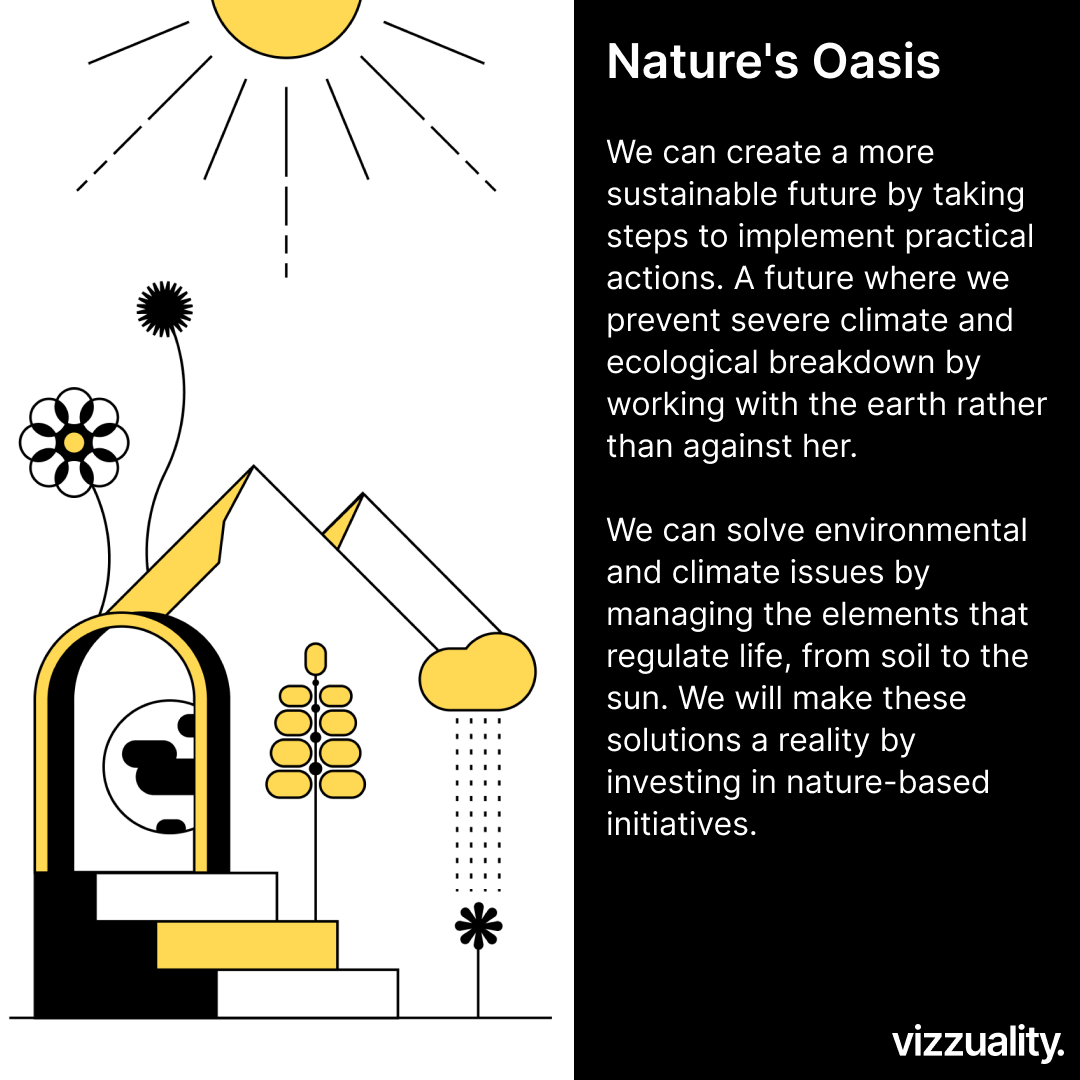 Nature's Oasis
We can create a more
sustainable future by taking
steps to implement practical
actions. A future where we
prevent severe climate and
ecological breakdown by
working with the earth rather
than against her.
We can solve environmental
and climate issues by
managing the elements that
regulate life, from soil to the
sun. We will make these
solutions a reality by
investing in nature-based
initiatives.
vizzuality.